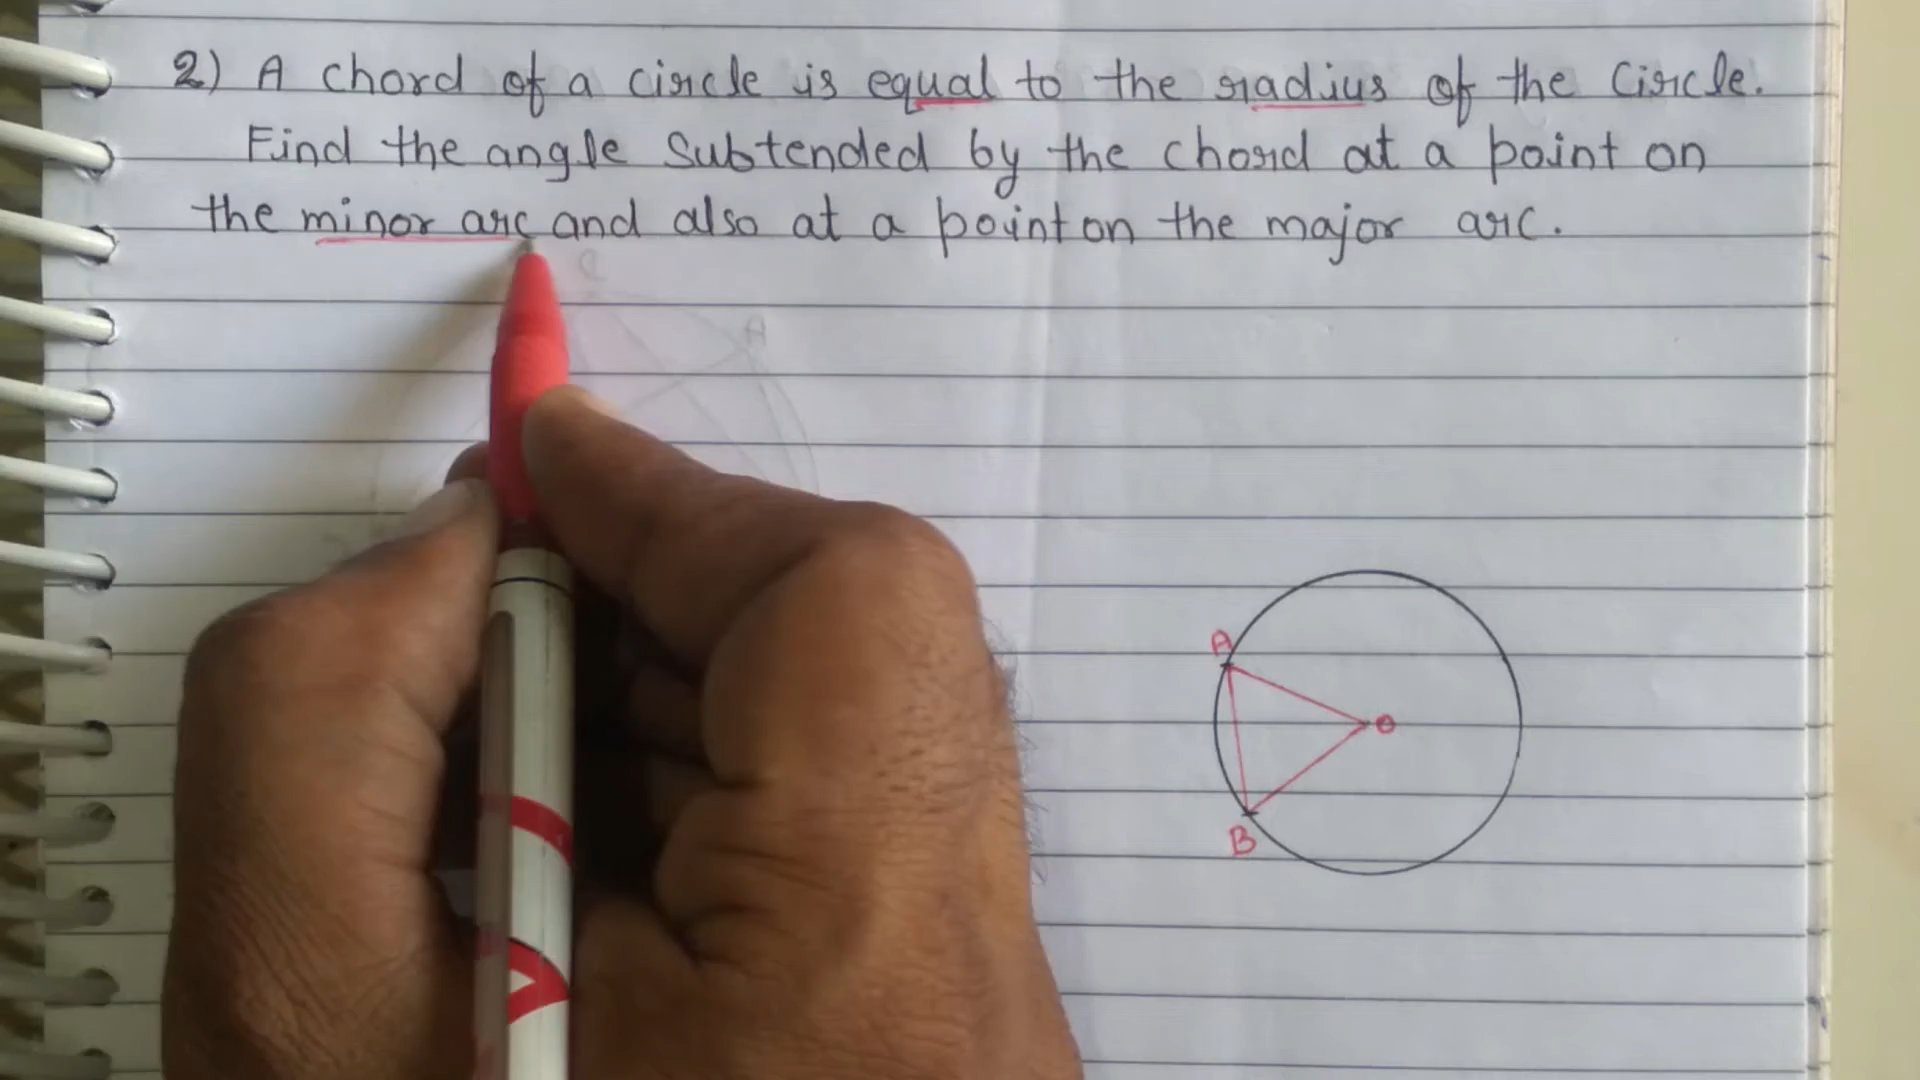 2) A chord of a circle is equal to the radius of the Circle.
Find the angle Subtended by the chord at a point on
the minor arc and also at a point on the major arc.
A
A
O
B